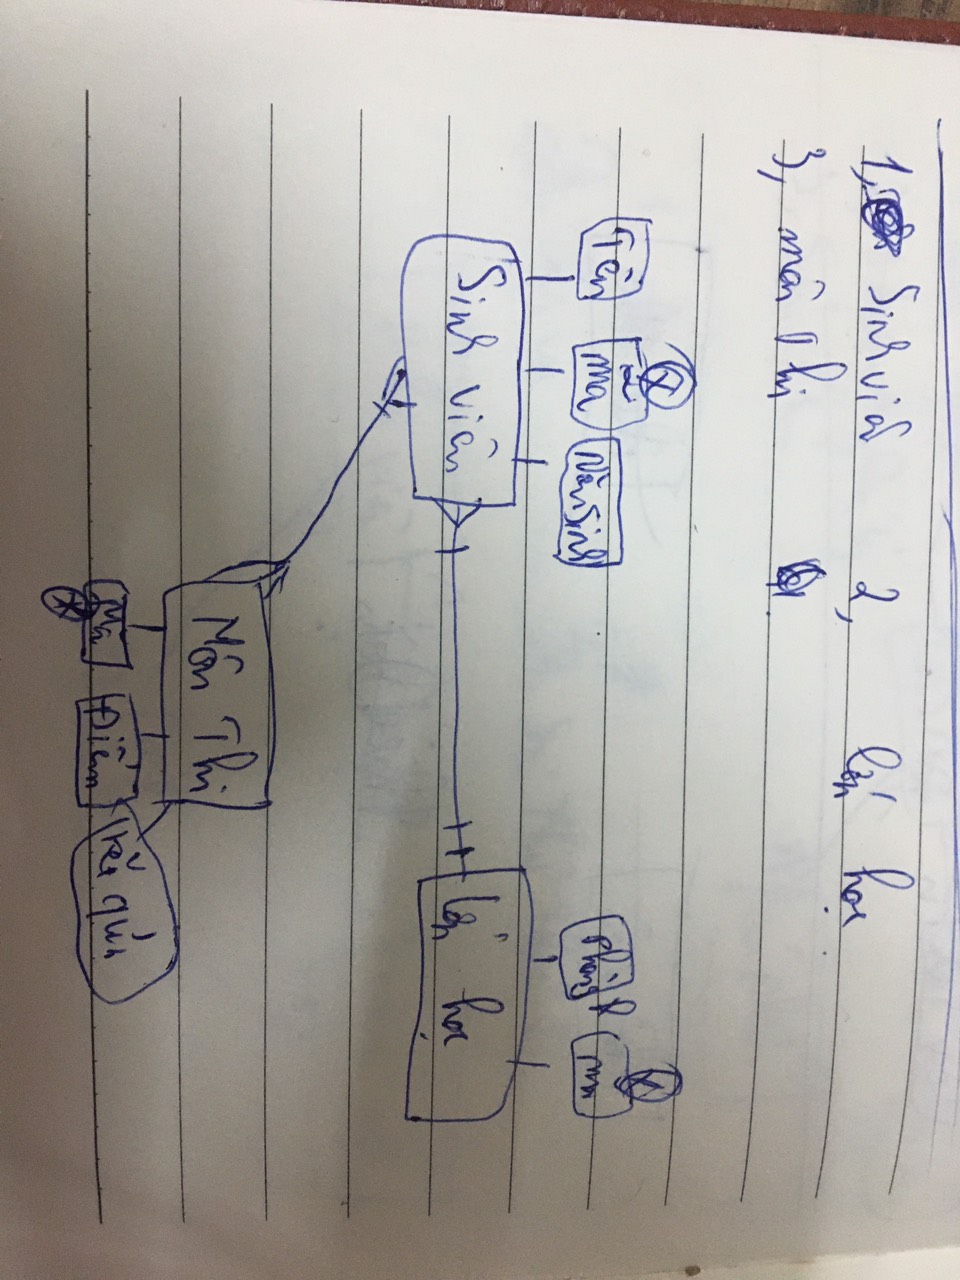 1, Sinh viên 2, lớp học
3, môn thi
Tên mã Năm Sinh phòng mã
Sinh viên Lớp học
Môn Thi
Mã Điểm kết quả